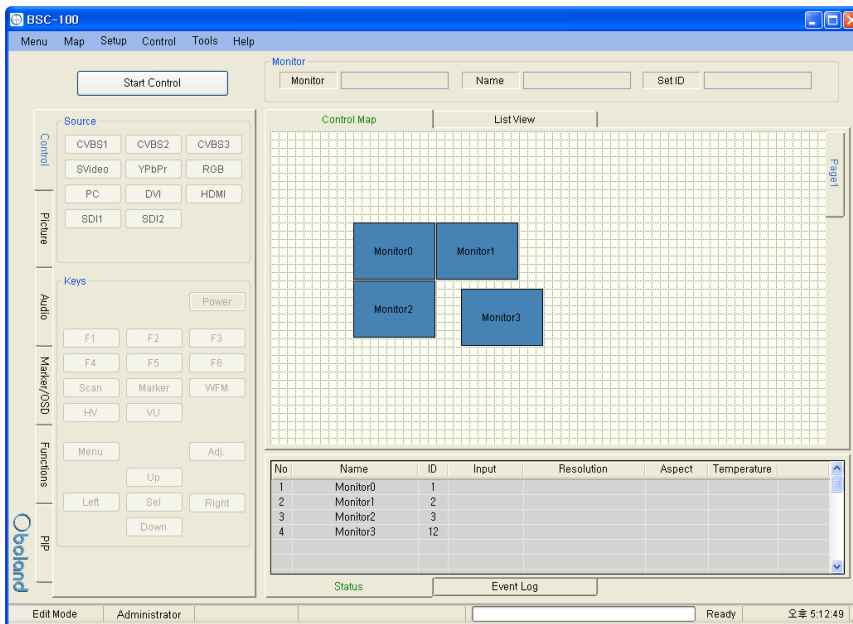 BSC-100
Menu Map Setup Control Tools Help
Start Control
Monitor
Monitor Name Set ID
Control
Picture
Audio
Marker/OSD
Functions
PIP
boland
Source
CVBS1 CVBS2 CVBS3
SVideo YPbPr RGB
PC DVI HDMI
SDI1 SDI2
Keys
Power
F1 F2 F3
F4 F5 F6
Scan Marker WFM
HV VU
Menu Adj.
Up
Left Sel Right
Down
Control Map List View
Page1
Monitor0 Monitor1
Monitor2 Monitor3
No Name ID Input Resolution Aspect Temperature
1 Monitor0 1
2 Monitor1 2
3 Monitor2 3
4 Monitor3 12
Status Event Log
Edit Mode Administrator Ready 오후 5:12:49